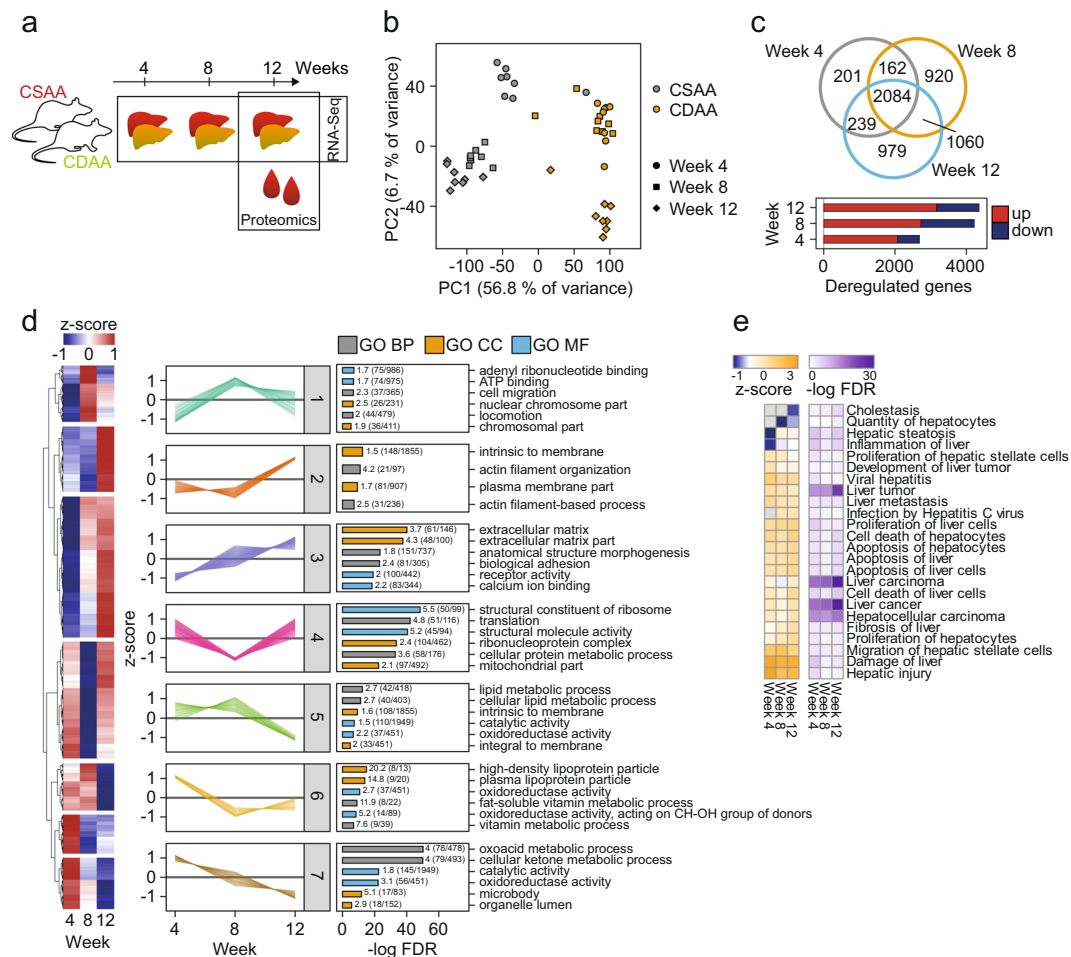 a
4 8 12 Weeks
CSAA
CDAA
RNA-Seq
Proteomics
b
40
0
-40
PC2 (6.7 % of variance)
-100 -50 0 50 100
PC1 (56.8 % of variance)
CSAA
CDAA
Week 4
Week 8
Week 12
c
Week 4
Week 8
Week 12
201
162
920
2084
239
1060
979
Week
12
8
4
0 2000 4000
Deregulated genes
up
down
d
z-score
-1 0 1
4 8 12
Week
GO BP
GO CC
GO MF
z-score
1
0
-1
1
1.7 (75/986) adenyl ribonucleotide binding
1.7 (74/975) ATP binding
2.3 (37/365) cell migration
2.5 (26/231) nuclear chromosome part
2 (44/479) locomotion
1.9 (36/411) chromosomal part
1
0
-1
2
1.5 (148/1855) intrinsic to membrane
4.2 (21/97) actin filament organization
1.7 (81/907) plasma membrane part
2.5 (31/236) actin filament-based process
1
0
-1
3
3.7 (61/146) extracellular matrix
4.3 (48/100) extracellular matrix part
1.8 (151/737) anatomical structure morphogenesis
2.4 (81/305) biological adhesion
2 (100/442) receptor activity
2.2 (83/344) calcium ion binding
1
0
-1
4
5.5 (50/99) structural constituent of ribosome
4.8 (51/116) translation
5.2 (45/94) structural molecule activity
2.4 (104/462) ribonucleoprotein complex
3.6 (58/176) cellular protein metabolic process
2.1 (97/492) mitochondrial part
1
0
-1
5
2.7 (42/418) lipid metabolic process
2.7 (40/403) cellular lipid metabolic process
1.6 (108/1855) intrinsic to membrane
1.5 (110/1949) catalytic activity
2.2 (37/451) oxidoreductase activity
2 (33/451) integral to membrane
1
0
-1
6
20.2 (8/13) high-density lipoprotein particle
14.8 (9/20) plasma lipoprotein particle
2.7 (37/451) oxidoreductase activity
11.9 (8/22) fat-soluble vitamin metabolic process
5.2 (14/89) oxidoreductase activity, acting on CH-OH group of donors
7.6 (9/39) vitamin metabolic process
1
0
-1
7
4 (78/478) oxoacid metabolic process
4 (79/493) cellular ketone metabolic process
1.8 (145/1949) catalytic activity
3.1 (56/451) oxidoreductase activity
5.1 (17/83) microbody
2.9 (18/152) organelle lumen
4 8 12
Week
0 20 40 60
-log FDR
e
-1 0 3
z-score
0 30
-log FDR
Cholestasis
Quantity of hepatocytes
Hepatic steatosis
Inflammation of liver
Proliferation of hepatic stellate cells
Development of liver tumor
Viral hepatitis
Liver tumor
Liver metastasis
Infection by Hepatitis C virus
Proliferation of liver cells
Cell death of hepatocytes
Apoptosis of hepatocytes
Apoptosis of liver
Apoptosis of liver cells
Liver carcinoma
Cell death of liver cells
Liver cancer
Hepatocellular carcinoma
Fibrosis of liver
Proliferation of hepatocytes
Migration of hepatic stellate cells
Damage of liver
Hepatic injury
Week 4
Week 8
Week 12
Week 4
Week 8
Week 12